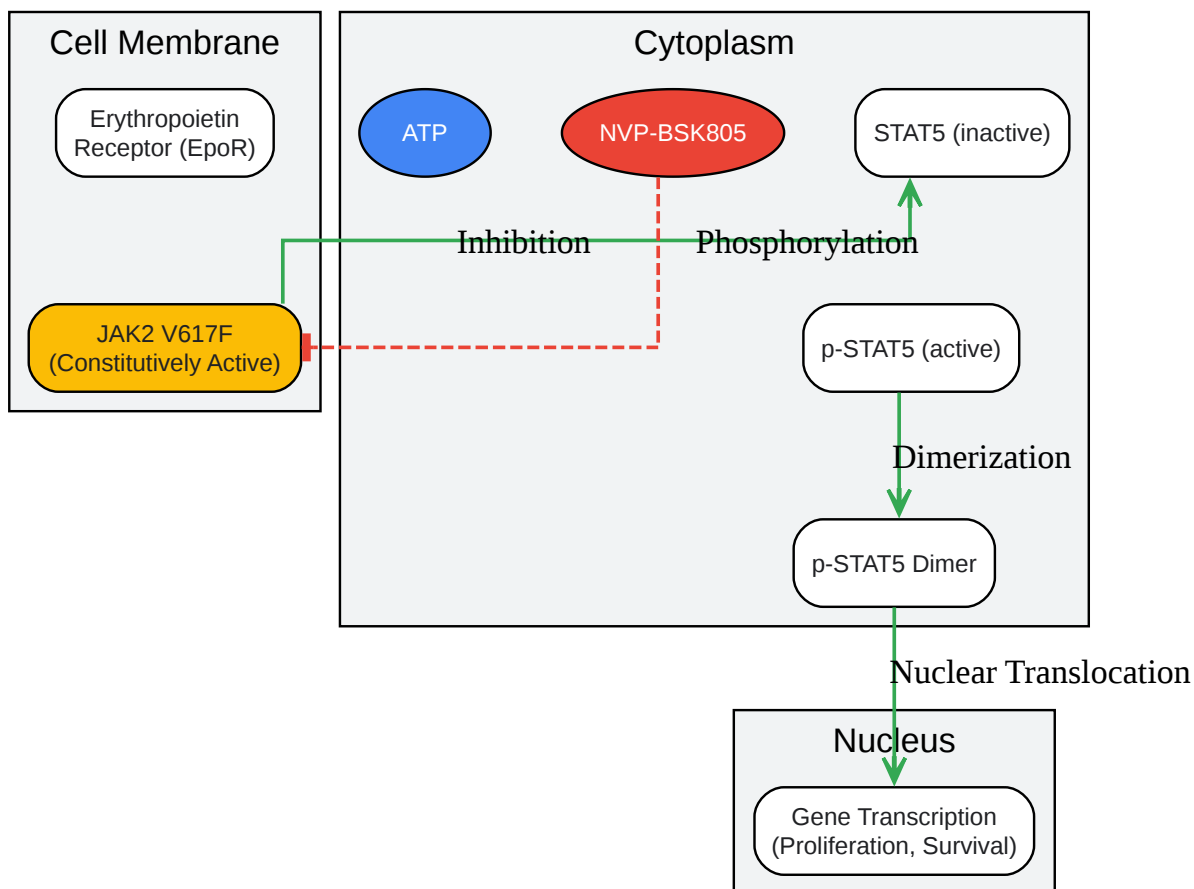 Cell Membrane
Cytoplasm
Erythropoietin
Receptor (EpoR)
ATP
NVP-BSK805
STAT5 (inactive)
Inhibition
Phosphorylation
JAK2 V617F
(Constitutively Active)
p-STAT5 (active)
Dimerization
p-STAT5 Dimer
Nuclear Translocation
Nucleus
Gene Transcription
(Proliferation, Survival)